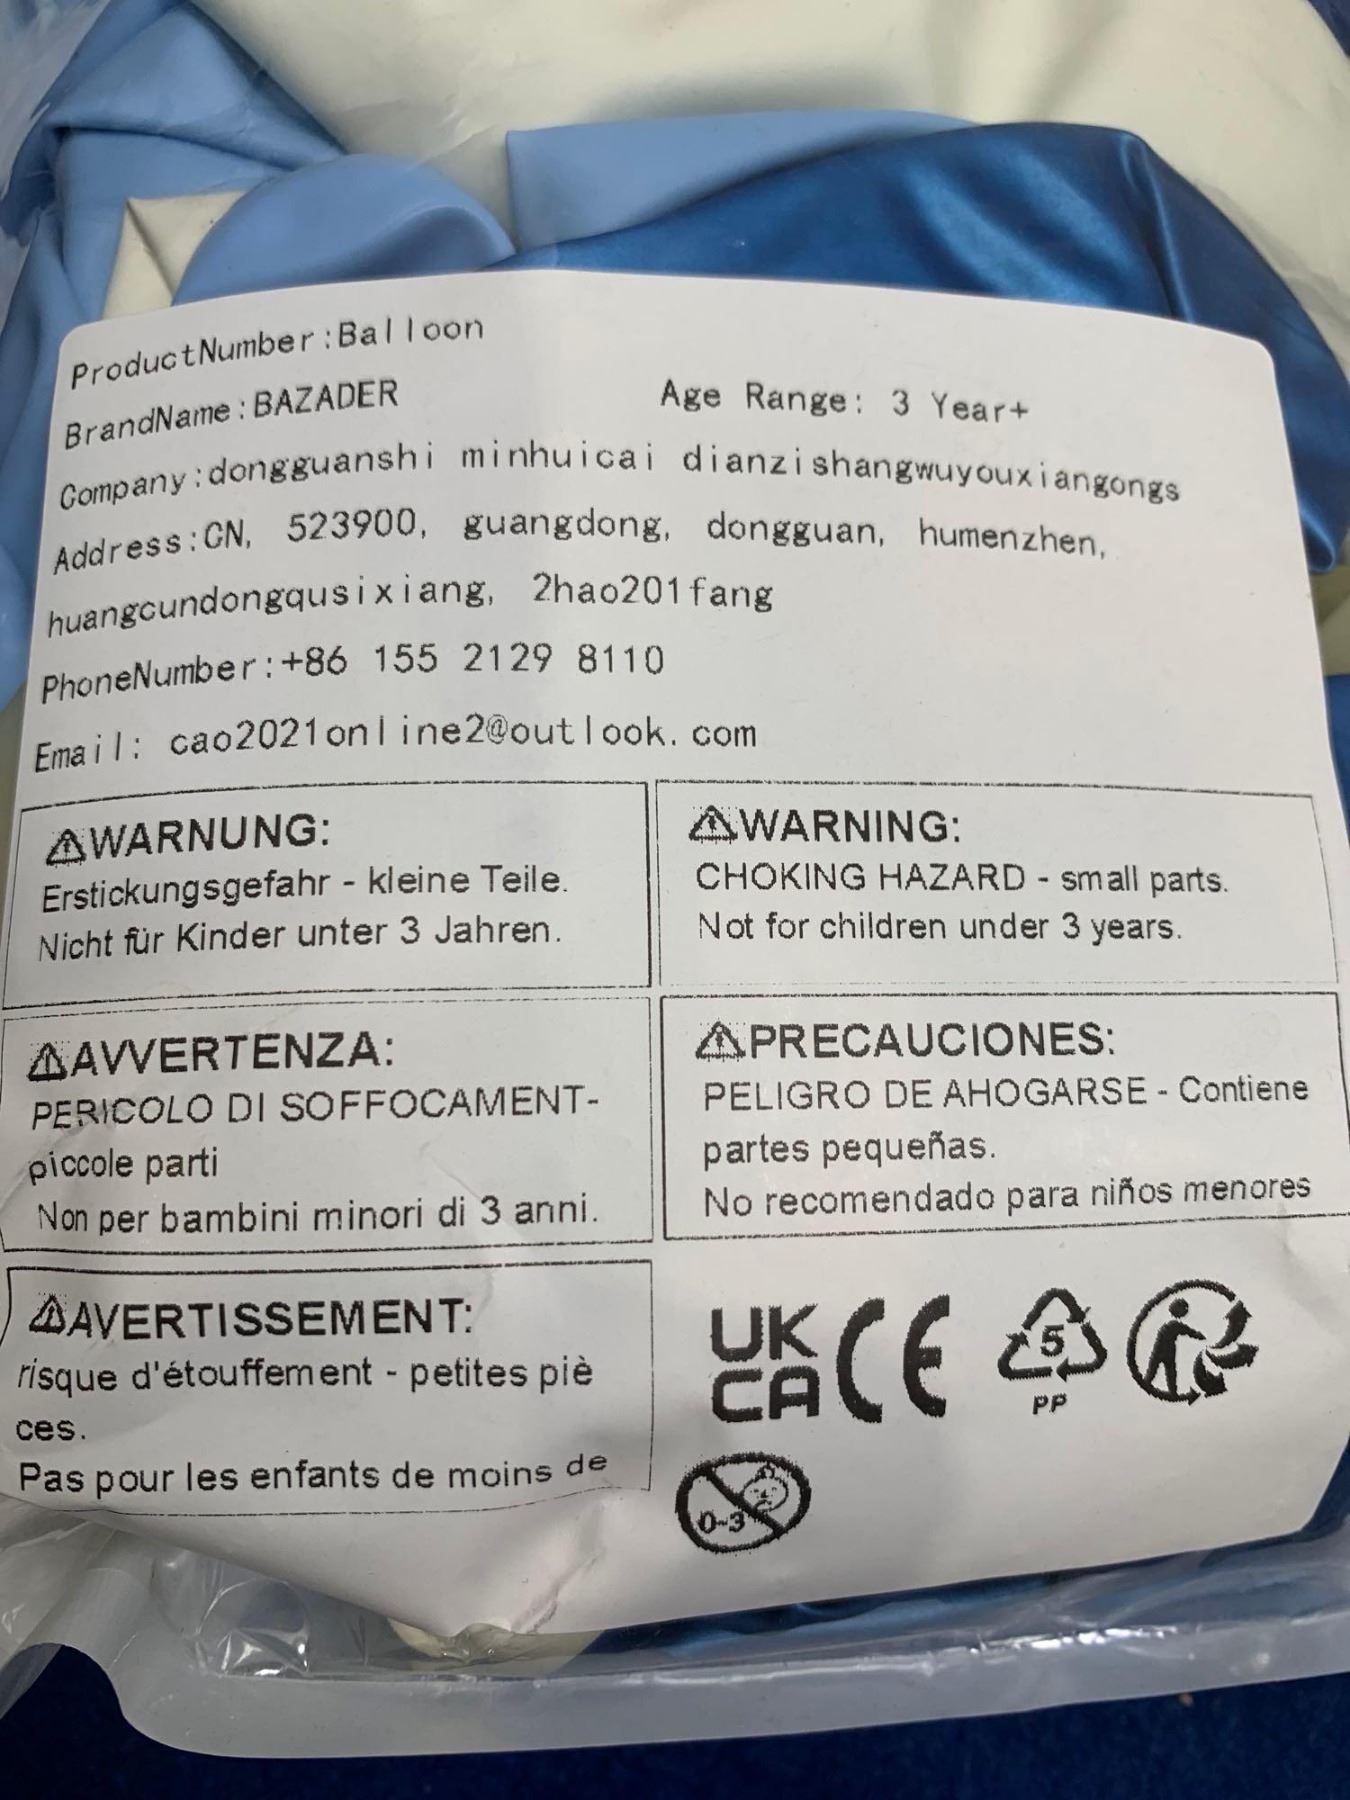 ProductNumber:Balloon
BrandName:BAZADER
Age Range: 3 Year+
Company:dongguanshi minhuicai dianzishangwuyouxiangongs
Address:CN, 523900, guangdong, dongguan, humenzhen,
huangcundongqusixiang, 2hao201fang
PhoneNumber:+86 155 2129 8110
Email: cao2021online2@outlook.com
⚠WARNUNG:
Erstickungsgefahr - kleine Teile.
Nicht für Kinder unter 3 Jahren.
⚠WARNING:
CHOKING HAZARD - small parts.
Not for children under 3 years.
⚠AVVERTENZA:
PERICOLO DI SOFFOCAMENT-
piccole parti
Non per bambini minori di 3 anni.
⚠PRECAUCIONES:
PELIGRO DE AHOGARSE - Contiene
partes pequeñas.
No recomendado para niños menores
⚠AVERTISSEMENT:
risque d'étouffement - petites piè
ces.
Pas pour les enfants de moins de
UK
CA CE
5
PP
0-3